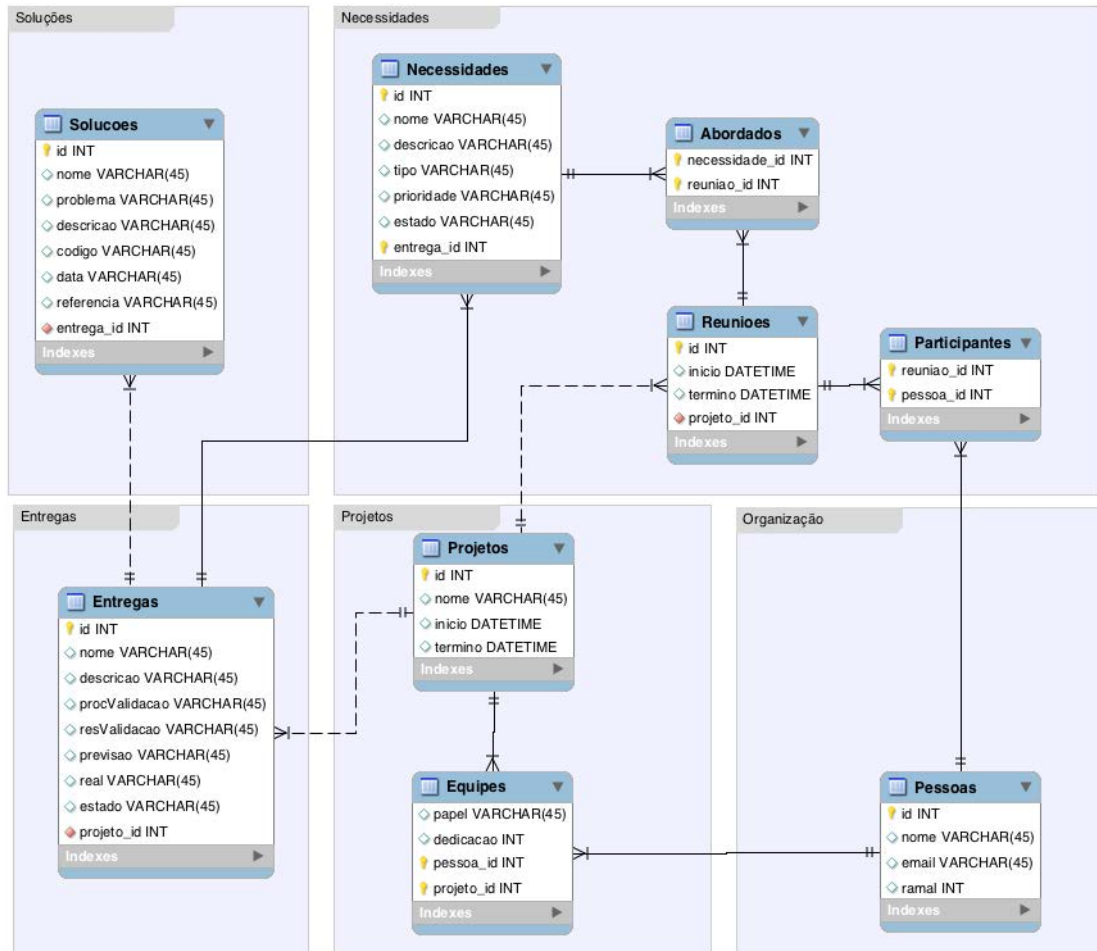 Soluções
Solucoes
id INT
nome VARCHAR(45)
problema VARCHAR(45)
descricao VARCHAR(45)
codigo VARCHAR(45)
data VARCHAR(45)
referencia VARCHAR(45)
entrega_id INT
Indexes
Necessidades
Necessidades
id INT
nome VARCHAR(45)
descricao VARCHAR(45)
tipo VARCHAR(45)
prioridade VARCHAR(45)
estado VARCHAR(45)
entrega_id INT
Indexes
Abordados
necessidade_id INT
reuniao_id INT
Indexes
Reunioes
id INT
inicio DATETIME
termino DATETIME
projeto_id INT
Indexes
Participantes
reuniao_id INT
pessoa_id INT
Indexes
Entregas
Entregas
id INT
nome VARCHAR(45)
descricao VARCHAR(45)
procValidacao VARCHAR(45)
resValidacao VARCHAR(45)
previsao VARCHAR(45)
real VARCHAR(45)
estado VARCHAR(45)
projeto_id INT
Indexes
Projetos
Projetos
id INT
nome VARCHAR(45)
inicio DATETIME
termino DATETIME
Indexes
Equipes
papel VARCHAR(45)
dedicacao INT
pessoa_id INT
projeto_id INT
Indexes
Organização
Pessoas
id INT
nome VARCHAR(45)
email VARCHAR(45)
ramal INT
Indexes